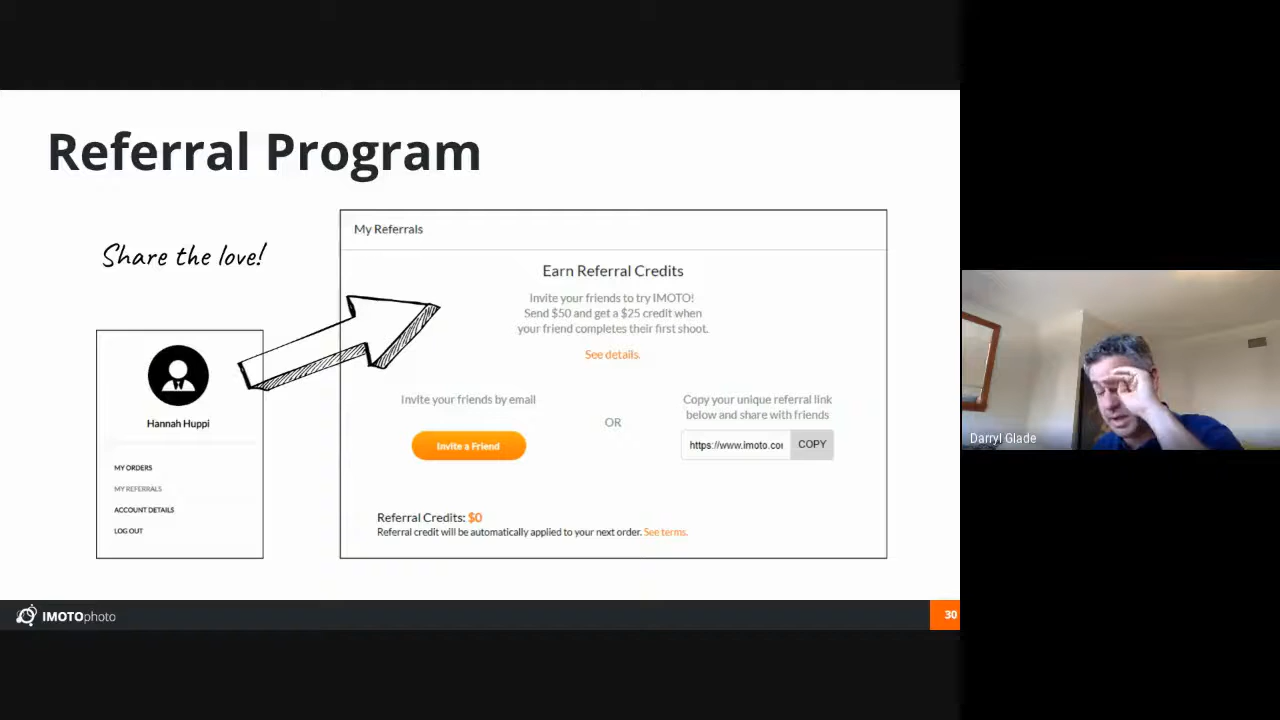 Referral Program
Share the love!
Hannah Huppi
MY ORDERS
MY REFERRALS
ACCOUNT DETAILS
LOG OUT
My Referrals
Earn Referral Credits
Invite your friends to try IMOTO!
Send $50 and get a $25 credit when
your friend completes their first shoot.
See details.
Invite your friends by email
Invite a Friend
OR
Copy your unique referral link
below and share with friends
https://www.imoto.co
COPY
Referral Credits: $0
Referral credit will be automatically applied to your next order. See terms.
IMOTOphoto
30
Darryl Glade